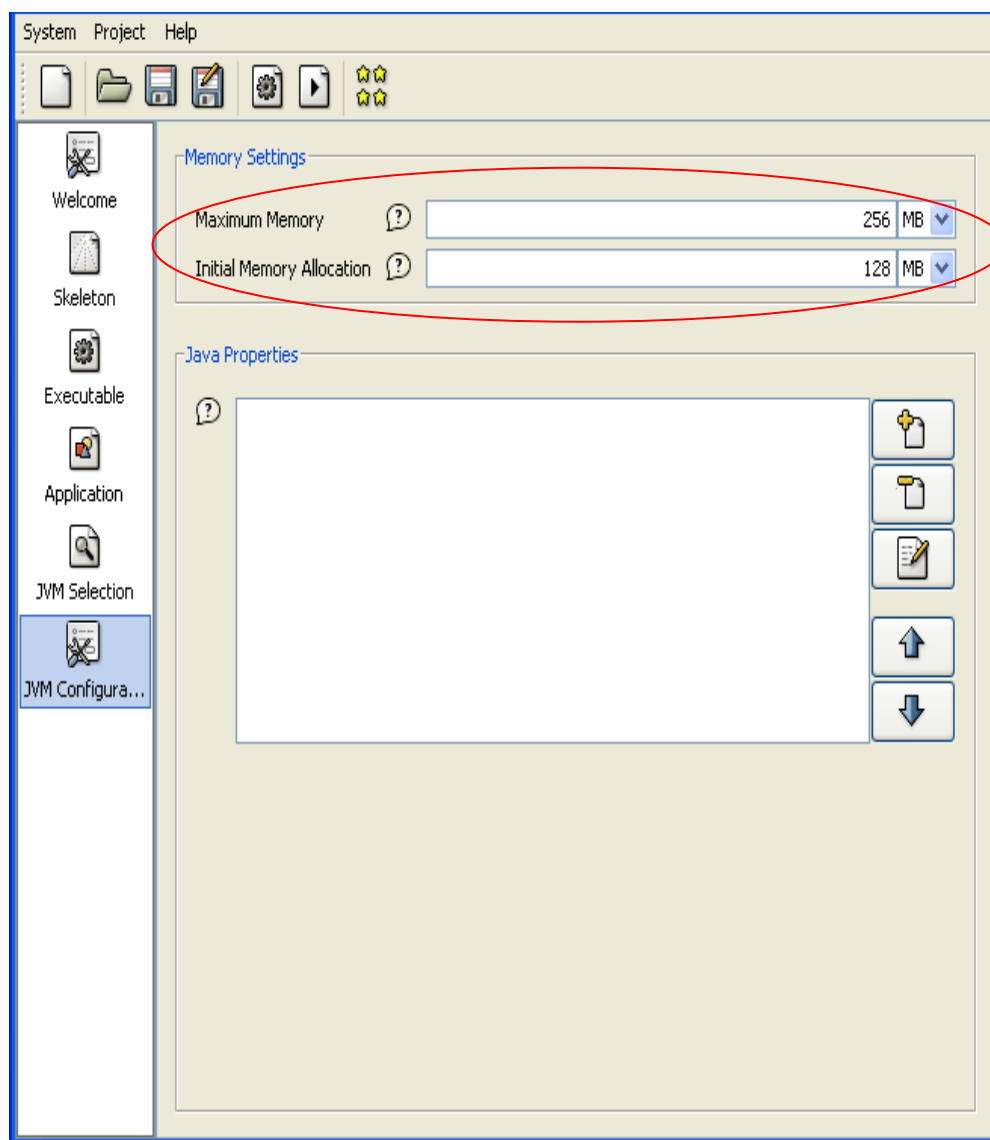 System Project Help
Welcome
Skeleton
Executable
Application
JVM Selection
JVM Configura...
Memory Settings
Maximum Memory ? 256 MB
Initial Memory Allocation ? 128 MB
Java Properties
?